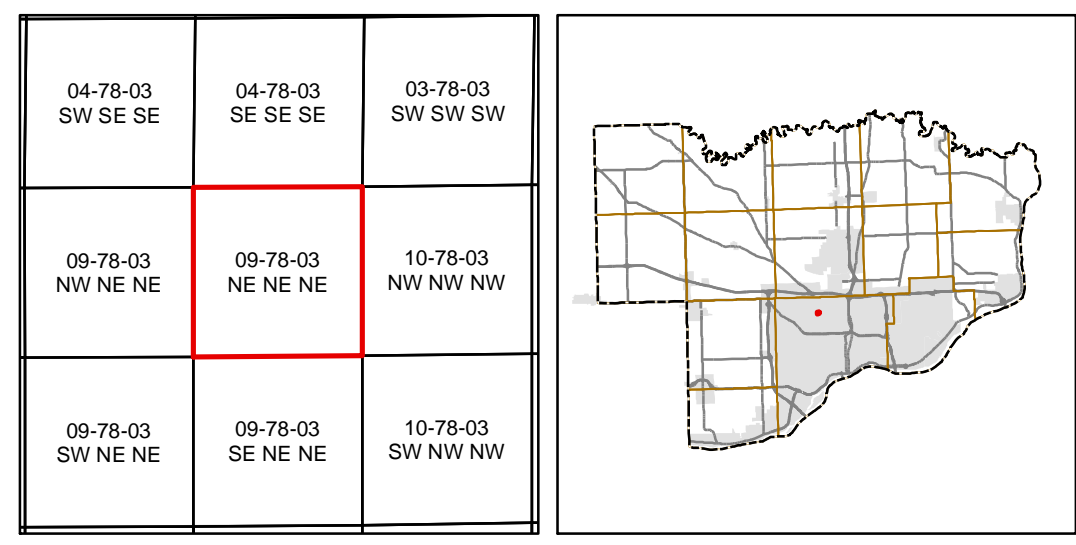 04-78-03
SW SE SE
04-78-03
SE SE SE
03-78-03
SW SW SW
09-78-03
NW NE NE
09-78-03
NE NE NE
10-78-03
NW NW NW
09-78-03
SW NE NE
09-78-03
SE NE NE
10-78-03
SW NW NW